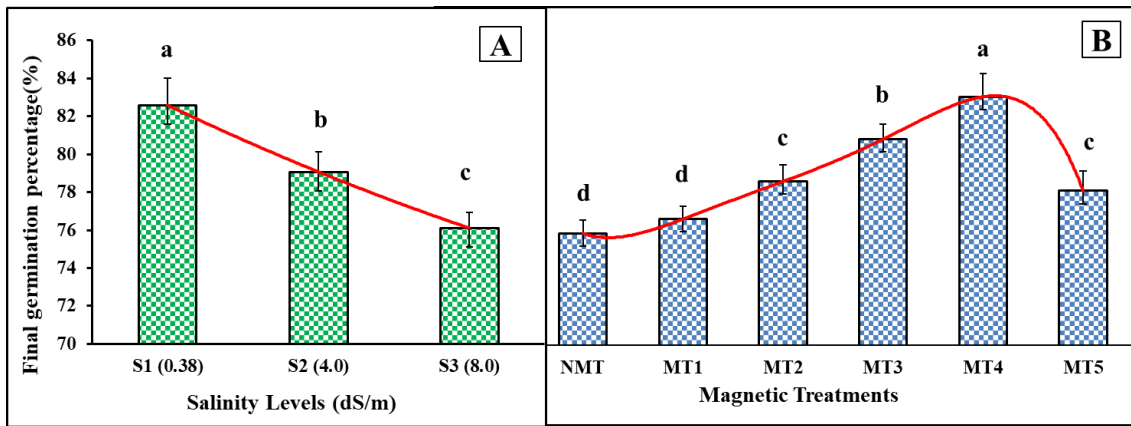 A
Final germination percentage(%)
86
84
82
80
78
76
74
72
70
a
b
c
S1 (0.38) S2 (4.0) S3 (8.0)
Salinity Levels (dS/m)
B
d d c b a c
NMT MT1 MT2 MT3 MT4 MT5
Magnetic Treatments